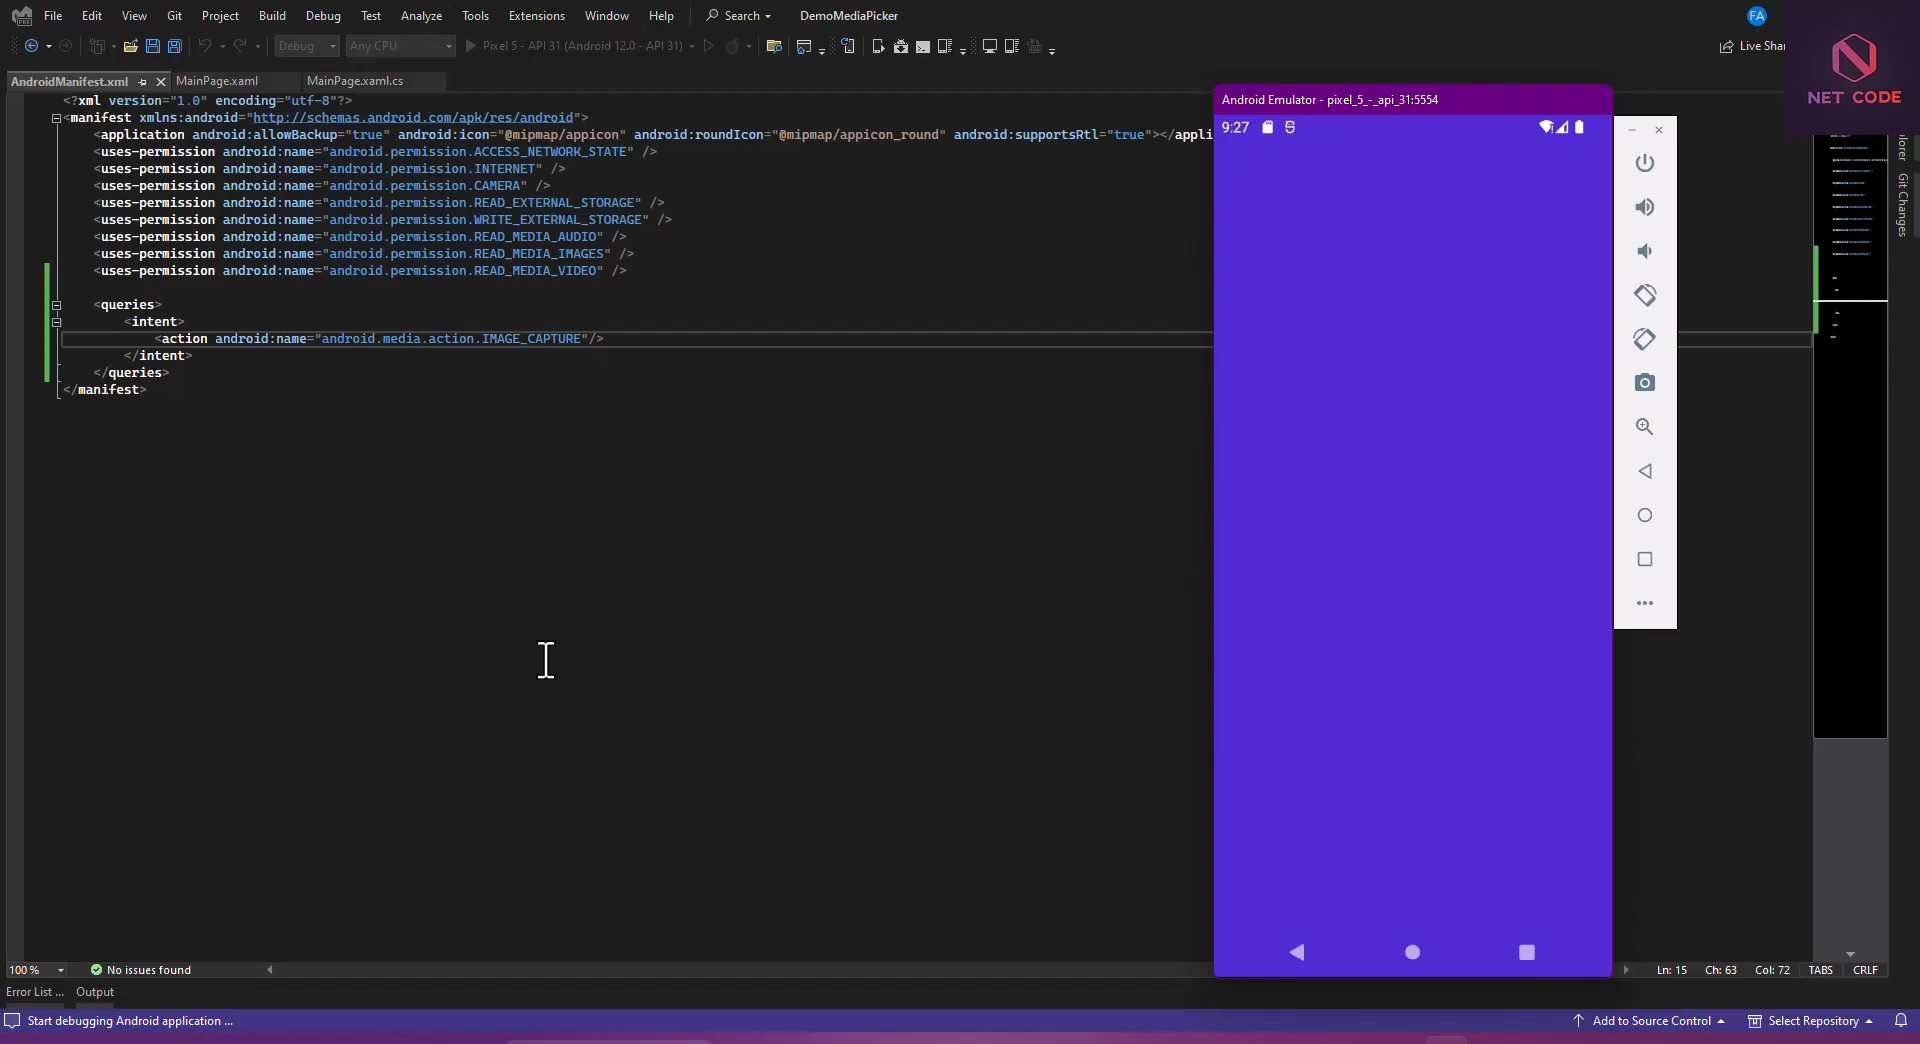 File Edit View Git Project Build Debug Test Analyze Tools Extensions Window Help Search DemoMediaPicker FA
Debug Any CPU Pixel 5 - API 31 (Android 12.0 - API 31) Live Shar
NET CODE
AndroidManifest.xml MainPage.xaml MainPage.xaml.cs
<?xml version="1.0" encoding="utf-8"?>
<manifest xmlns:android="http://schemas.android.com/apk/res/android">
<application android:allowBackup="true" android:icon="@mipmap/appicon" android:roundIcon="@mipmap/appicon_round" android:supportsRtl="true"></appli
<uses-permission android:name="android.permission.ACCESS_NETWORK_STATE" />
<uses-permission android:name="android.permission.INTERNET" />
<uses-permission android:name="android.permission.CAMERA" />
<uses-permission android:name="android.permission.READ_EXTERNAL_STORAGE" />
<uses-permission android:name="android.permission.WRITE_EXTERNAL_STORAGE" />
<uses-permission android:name="android.permission.READ_MEDIA_AUDIO" />
<uses-permission android:name="android.permission.READ_MEDIA_IMAGES" />
<uses-permission android:name="android.permission.READ_MEDIA_VIDEO" />
<queries>
<intent>
<action android:name="android.media.action.IMAGE_CAPTURE"/>
</intent>
</queries>
</manifest>
Android Emulator - pixel_5_-_api_31:5554
9:27
lorer
Git Changes
100 % No issues found Ln: 15 Ch: 63 Col: 72 TABS CRLF
Error List ... Output
Start debugging Android application ... Add to Source Control Select Repository